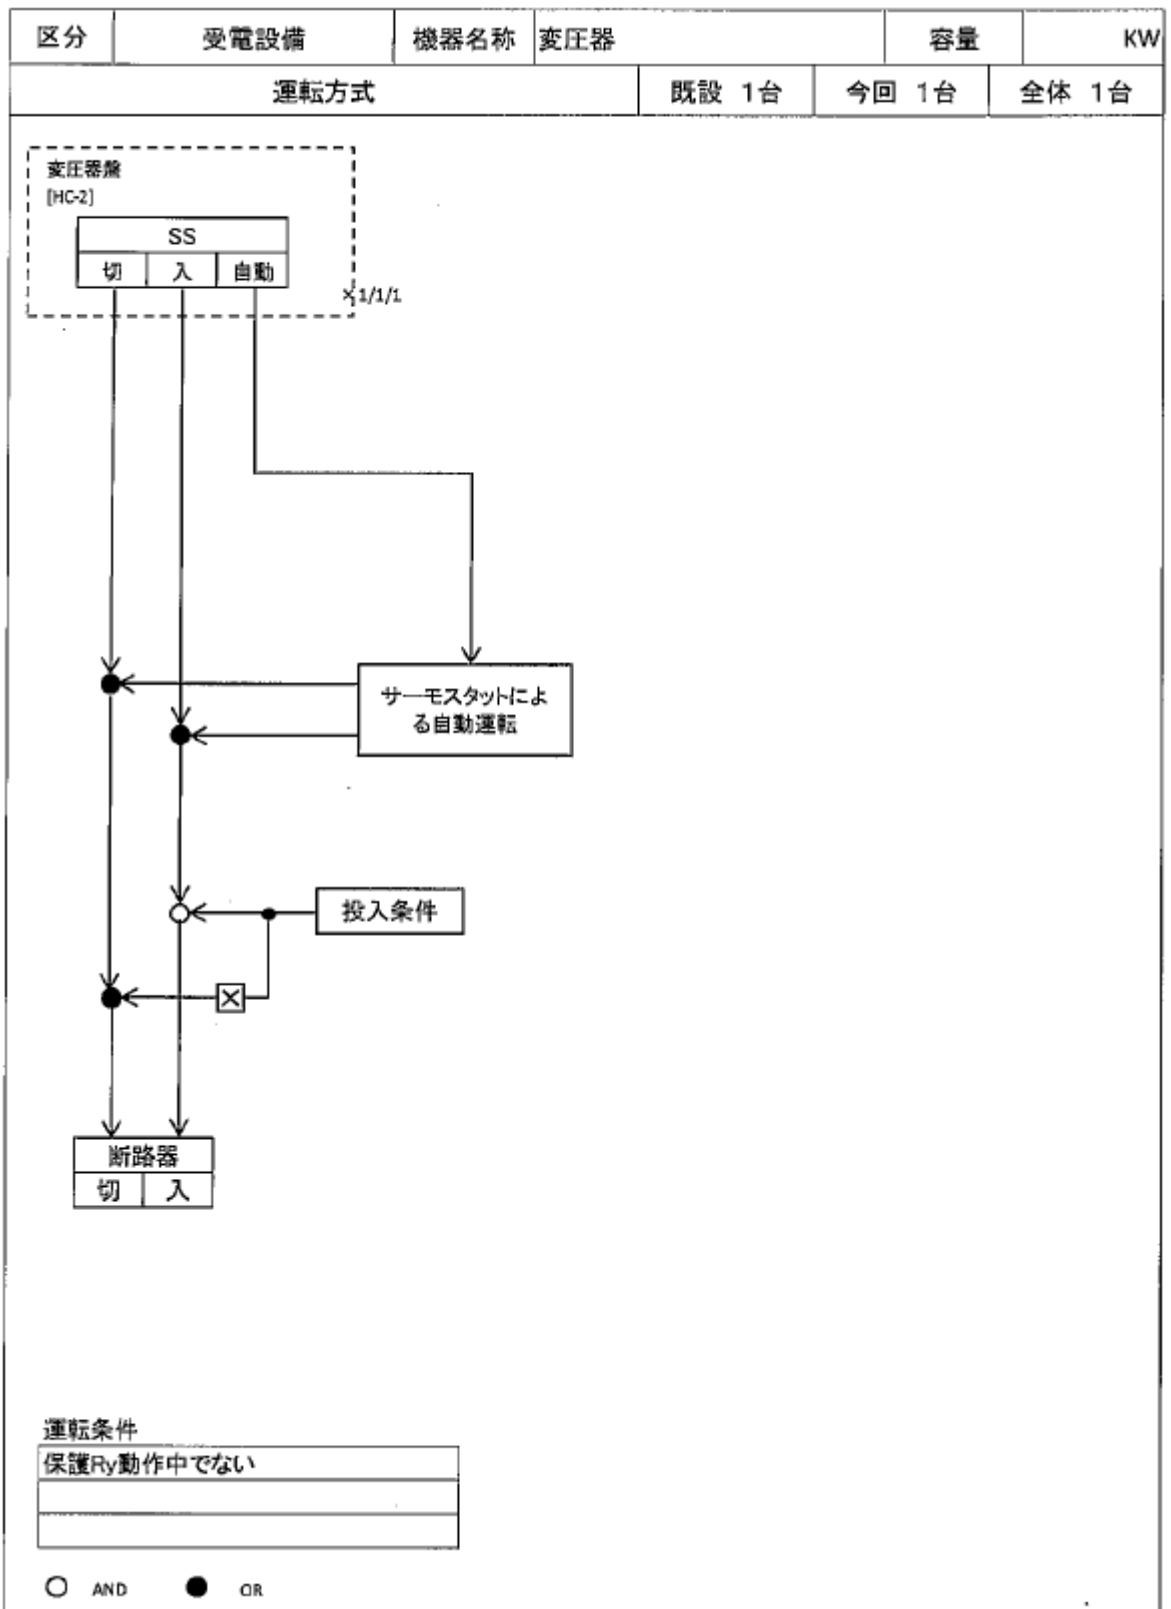 区分 受電設備 機器名称 変圧器 容量 KW
運転方式 既設 1台 今回 1台 全体 1台
変圧器盤
[HC-2]
SS
切 入 自動
×1/1/1
サーモスタットによ
る自動運転
投入条件
断路器
切 入
運転条件
保護Ry動作中でない
AND OR